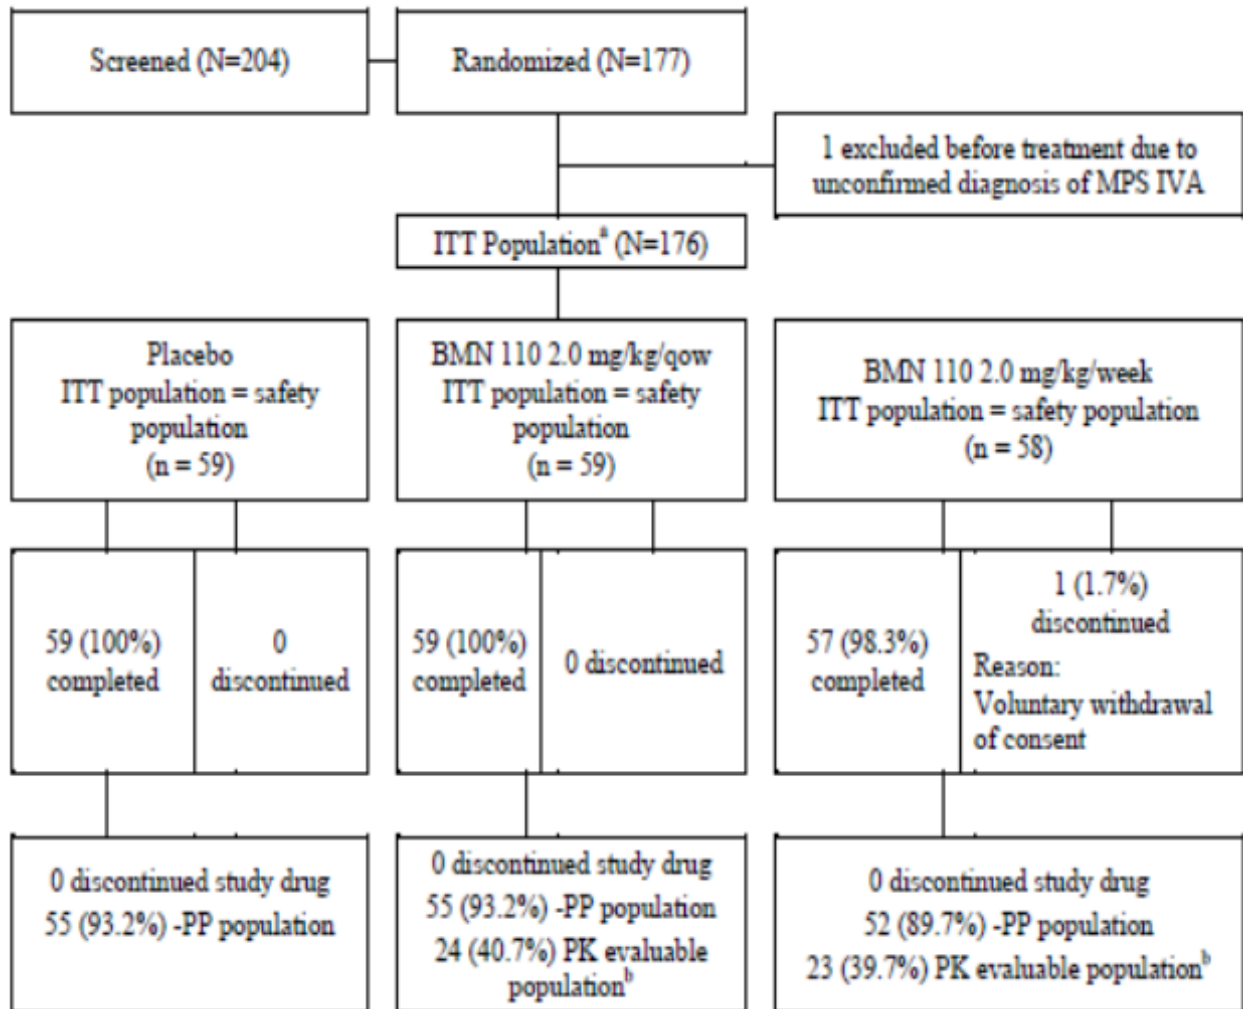 Screened (N=204)
Randomized (N=177)
1 excluded before treatment due to
unconfirmed diagnosis of MPS IVA
ITT Populationᵃ (N=176)
Placebo
ITT population = safety
population
(n = 59)
BMN 110 2.0 mg/kg/qow
ITT population = safety
population
(n = 59)
BMN 110 2.0 mg/kg/week
ITT population = safety population
(n = 58)
59 (100%)
completed
0
discontinued
59 (100%)
completed
0 discontinued
57 (98.3%)
completed
1 (1.7%)
discontinued
Reason:
Voluntary withdrawal
of consent
0 discontinued study drug
55 (93.2%) -PP population
0 discontinued study drug
55 (93.2%) -PP population
24 (40.7%) PK evaluable
populationᵇ
0 discontinued study drug
52 (89.7%) -PP population
23 (39.7%) PK evaluable populationᵇ